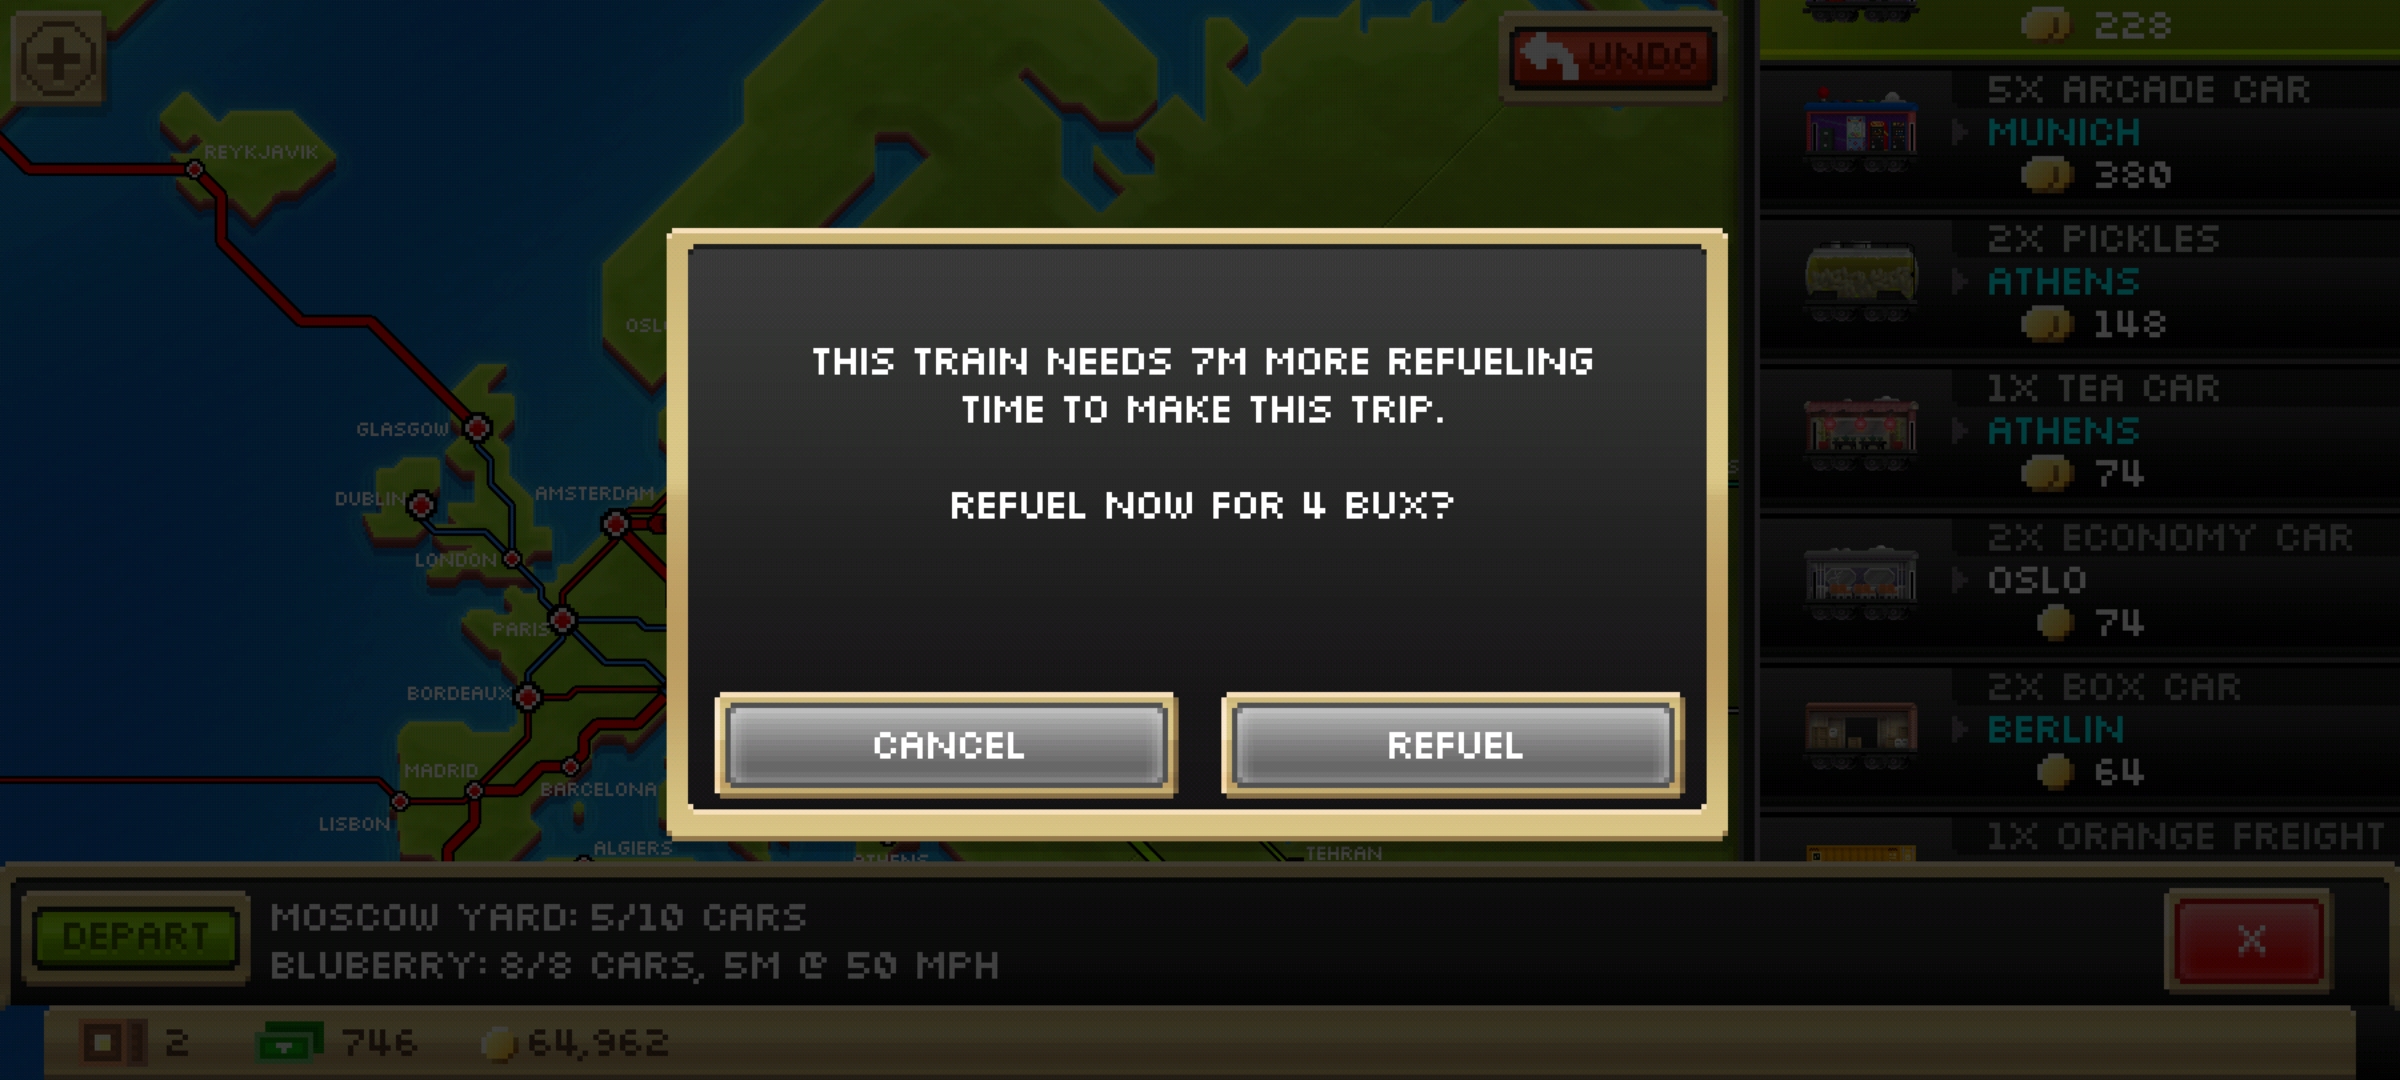 UNDO
228
5X ARCADE CAR
MUNICH
380
2X PICKLES
ATHENS
148
1X TEA CAR
ATHENS
74
2X ECONOMY CAR
OSLO
74
2X BOX CAR
BERLIN
64
1X ORANGE FREIGHT
REYKJAVIK
GLASGOW
DUBLIN
AMSTERDAM
LONDON
PARIS
BORDEAUX
MADRID
BARCELONA
LISBON
ALGIERS
ATHENS
TEHRAN
THIS TRAIN NEEDS 7M MORE REFUELING
TIME TO MAKE THIS TRIP.
REFUEL NOW FOR 4 BUX?
CANCEL
REFUEL
DEPART
MOSCOW YARD: 5/10 CARS
BLUBERRY: 8/8 CARS, 5M @ 50 MPH
X
2
746
64,962